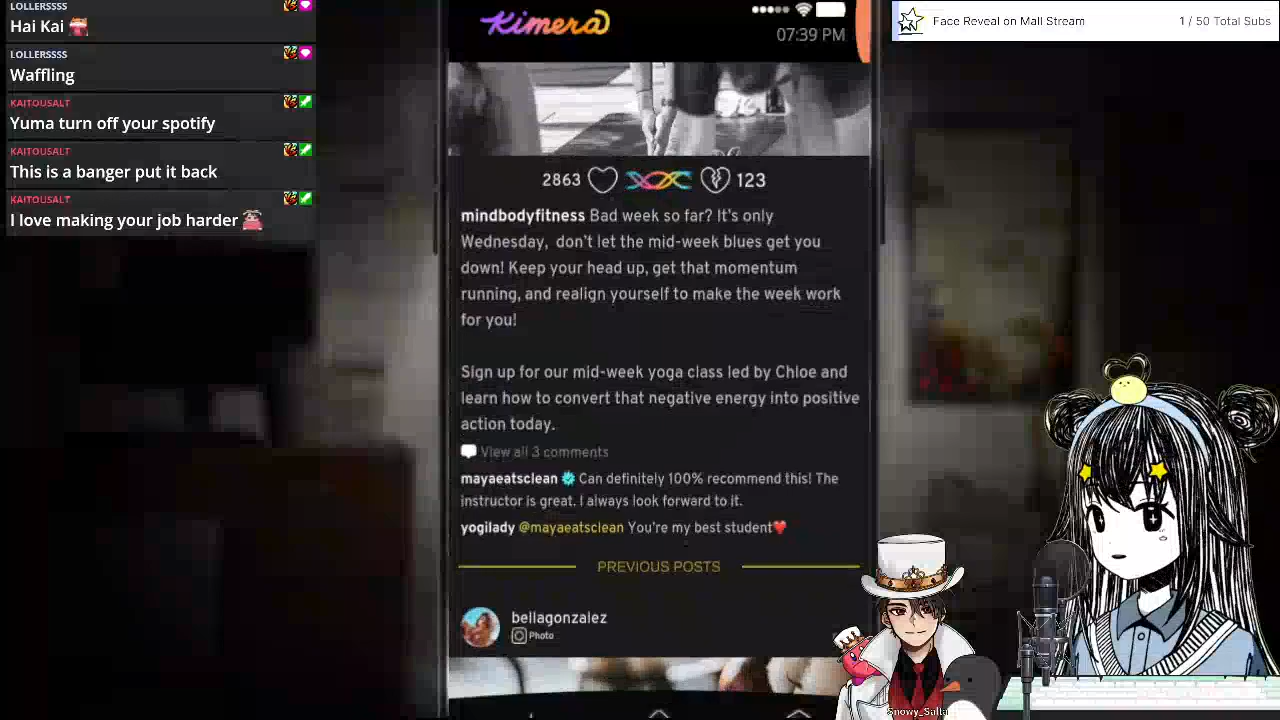 LOLLERSSSS
Hai Kai
LOLLERSSSS
Waffling
KAITOUSALT
Yuma turn off your spotify
KAITOUSALT
This is a banger put it back
KAITOUSALT
I love making your job harder
Kimera
07:39 PM
2863
123
mindbodyfitness Bad week so far? It's only
Wednesday, don't let the mid-week blues get you
down! Keep your head up, get that momentum
running, and realign yourself to make the week work
for you!
Sign up for our mid-week yoga class led by Chloe and
learn how to convert that negative energy into positive
action today.
View all 3 comments
mayaeatsclean Can definitely 100% recommend this! The
instructor is great. I always look forward to it.
yogilady @mayaeatsclean You're my best student
PREVIOUS POSTS
bellagonzalez
Photo
Face Reveal on Mall Stream
1 / 50 Total Subs